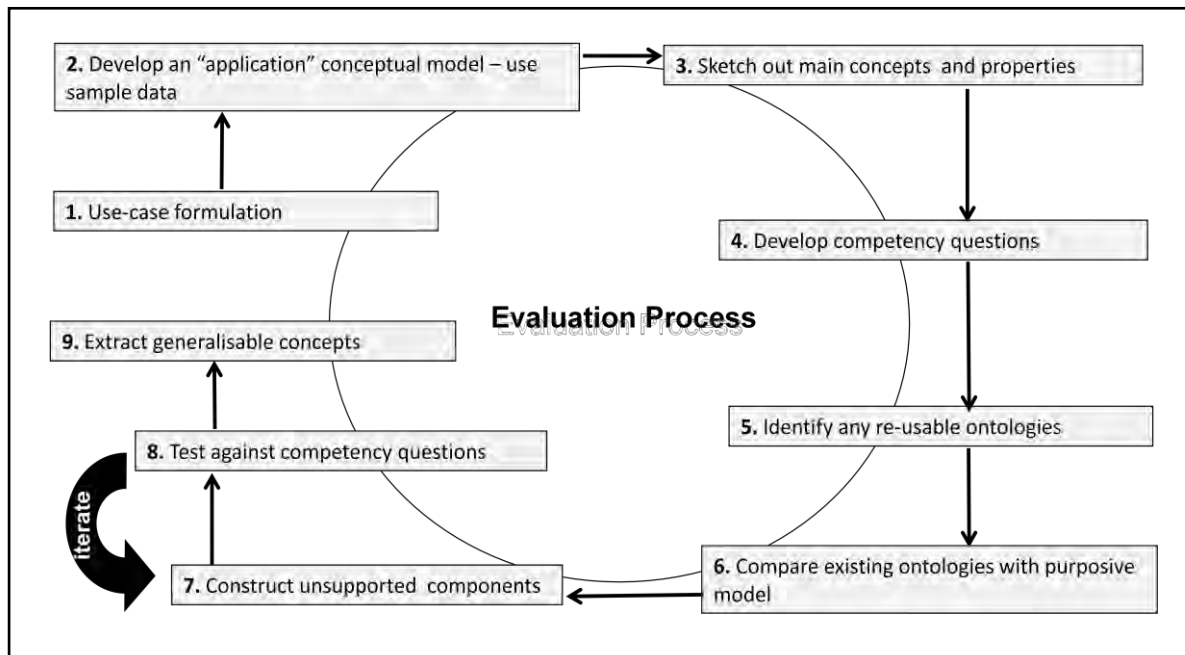 2. Develop an “application” conceptual model – use
sample data
3. Sketch out main concepts and properties
1. Use-case formulation
4. Develop competency questions
Evaluation Process
9. Extract generalisable concepts
5. Identify any re-usable ontologies
8. Test against competency questions
iterate
7. Construct unsupported components
6. Compare existing ontologies with purposive
model